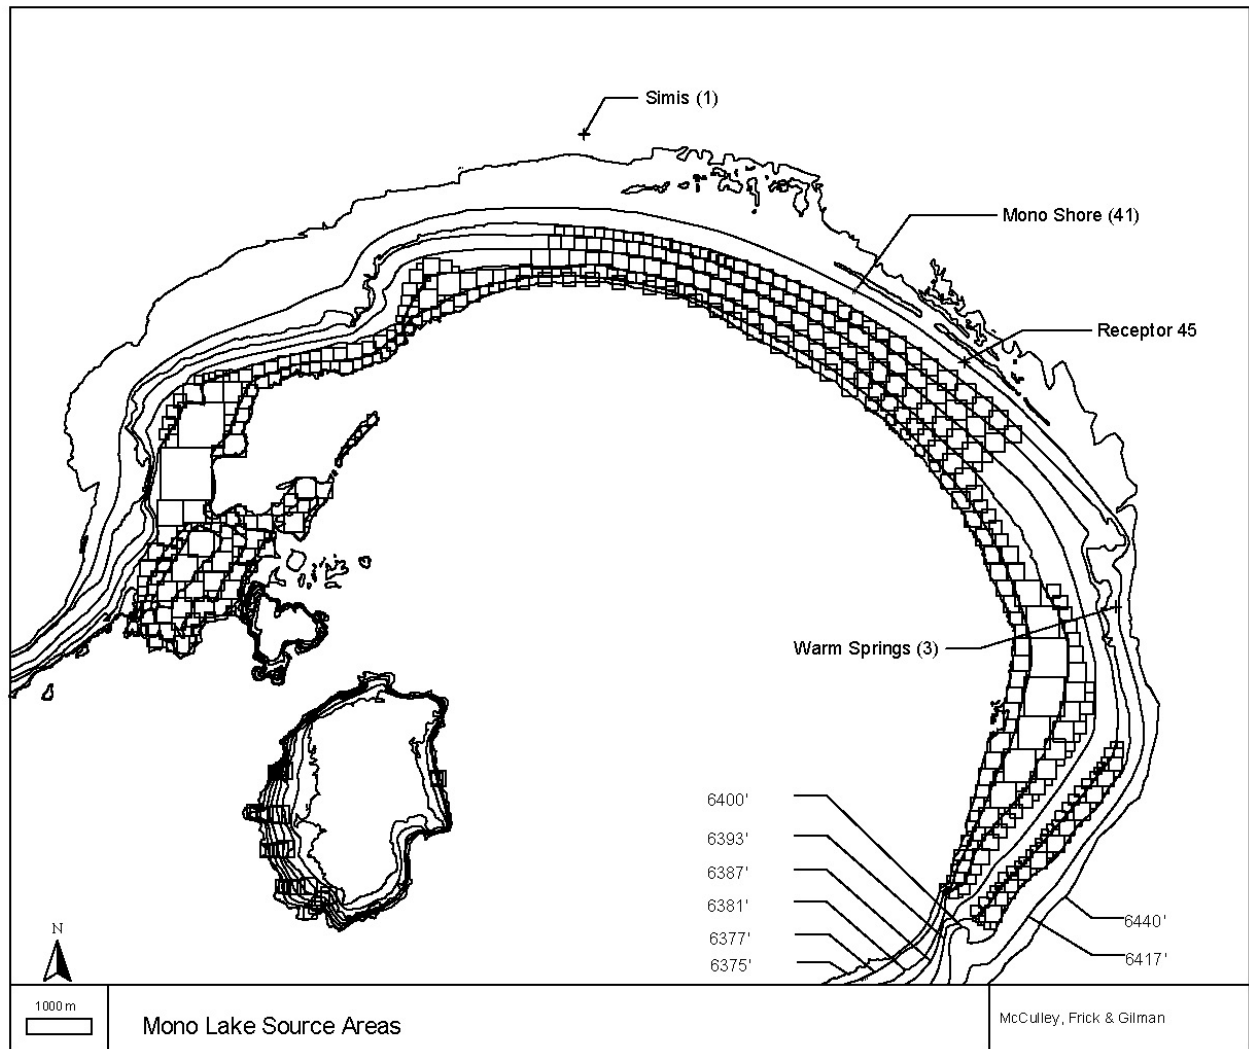 Simis (1)
Mono Shore (41)
Receptor 45
Warm Springs (3)
6400'
6393'
6387'
6381'
6377'
6375'
6440'
6417'
N
1000 m
Mono Lake Source Areas
McCulley, Frick & Gilman